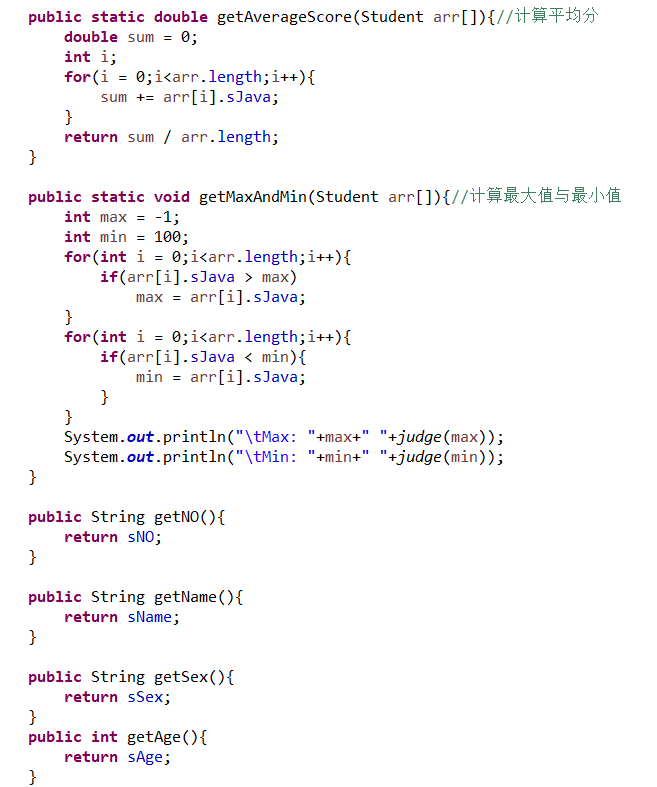 public static double getAverageScore(Student arr[]){//计算平均分
    double sum = 0;
    int i;
    for(i = 0;i<arr.length;i++){
        sum += arr[i].sJava;
    }
    return sum / arr.length;
}

public static void getMaxAndMin(Student arr[]){//计算最大值与最小值
    int max = -1;
    int min = 100;
    for(int i = 0;i<arr.length;i++){
        if(arr[i].sJava > max)
            max = arr[i].sJava;
    }
    for(int i = 0;i<arr.length;i++){
        if(arr[i].sJava < min){
            min = arr[i].sJava;
        }
    }
    System.out.println("\tMax: "+max+" "+judge(max));
    System.out.println("\tMin: "+min+" "+judge(min));
}

public String getNO(){
    return sNO;
}

public String getName(){
    return sName;
}

public String getSex(){
    return sSex;
}
public int getAge(){
    return sAge;
}